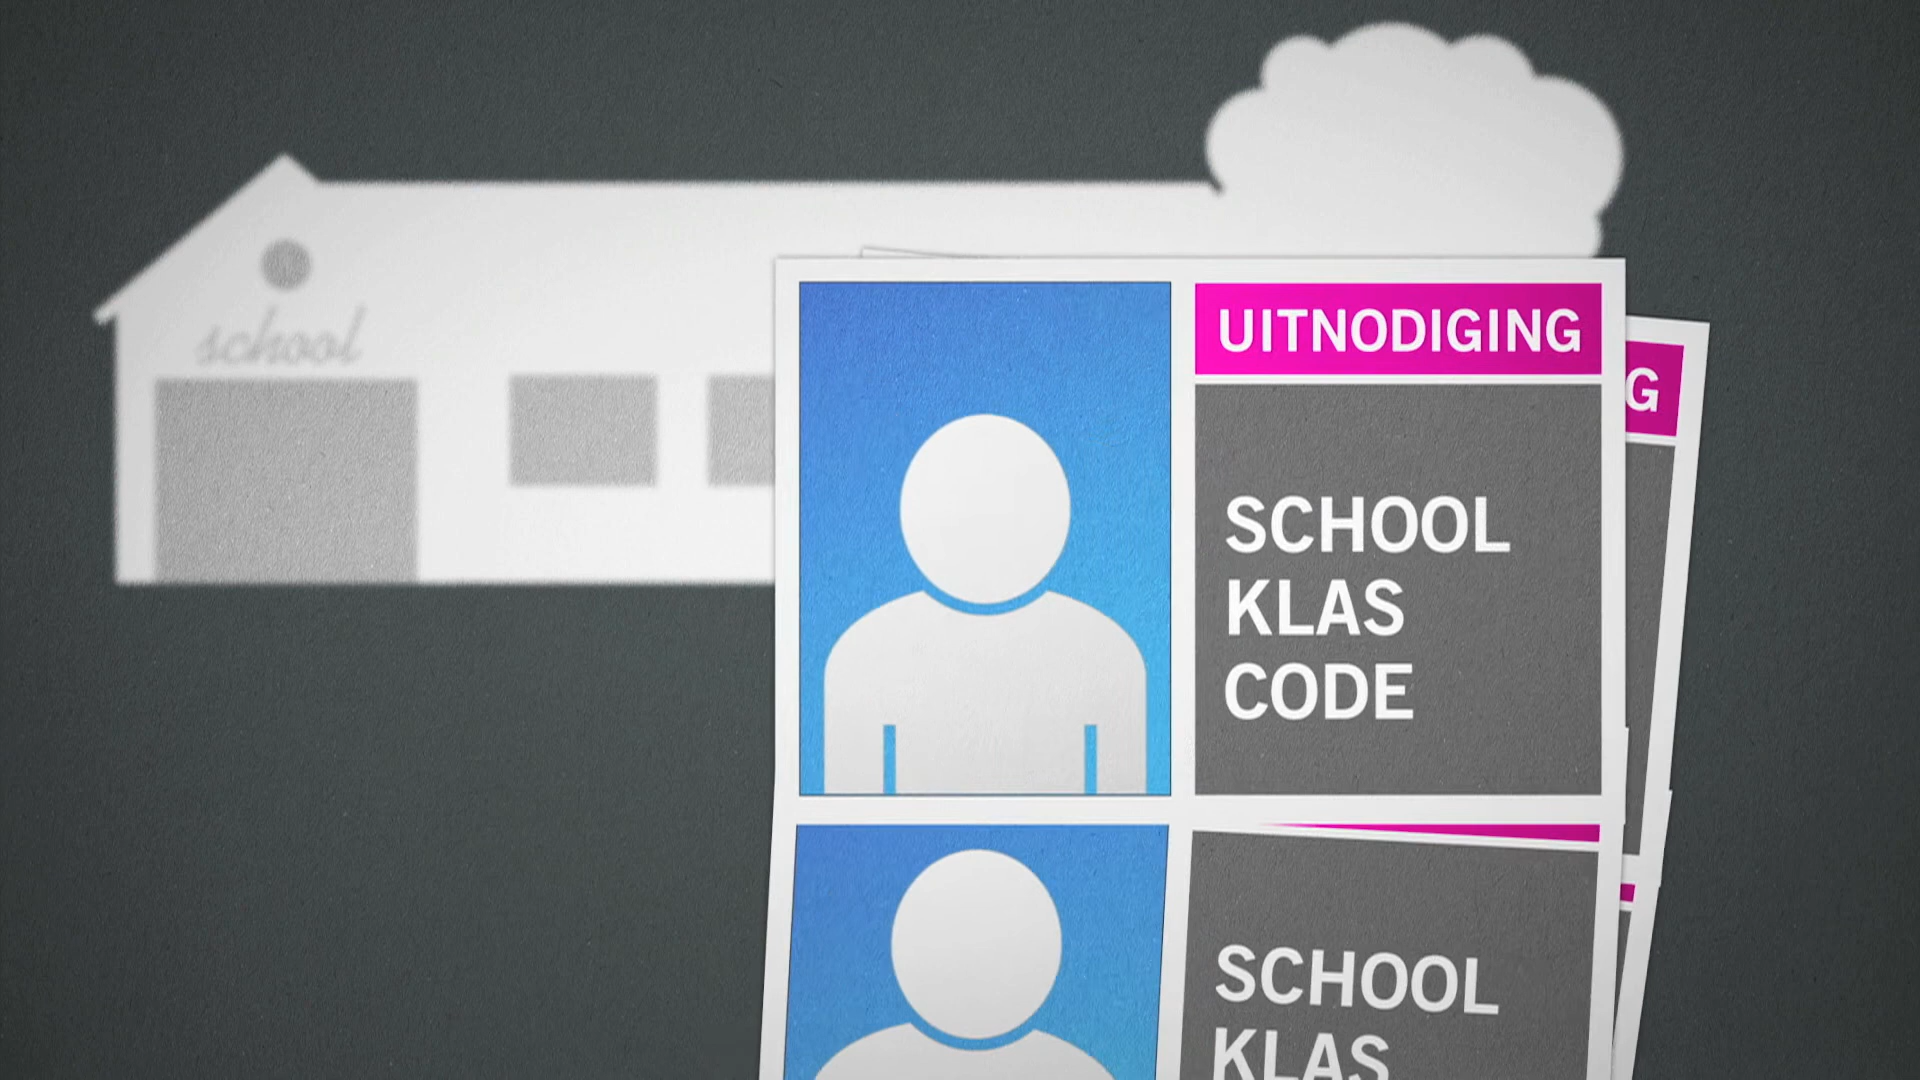 school
UITNODIGING
G
SCHOOL
KLAS
CODE
SCHOOL
KLAS